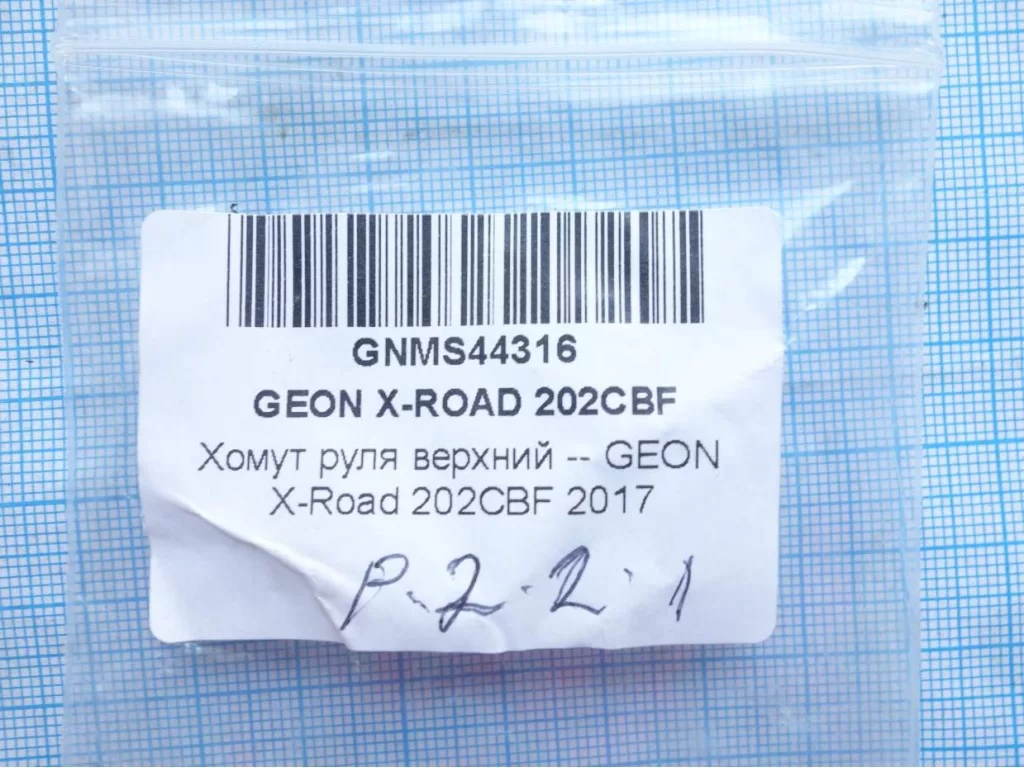 GNMS44316
GEON X-ROAD 202CBF
Хомут руля верхний -- GEON
X-Road 202CBF 2017
P.2.2.1